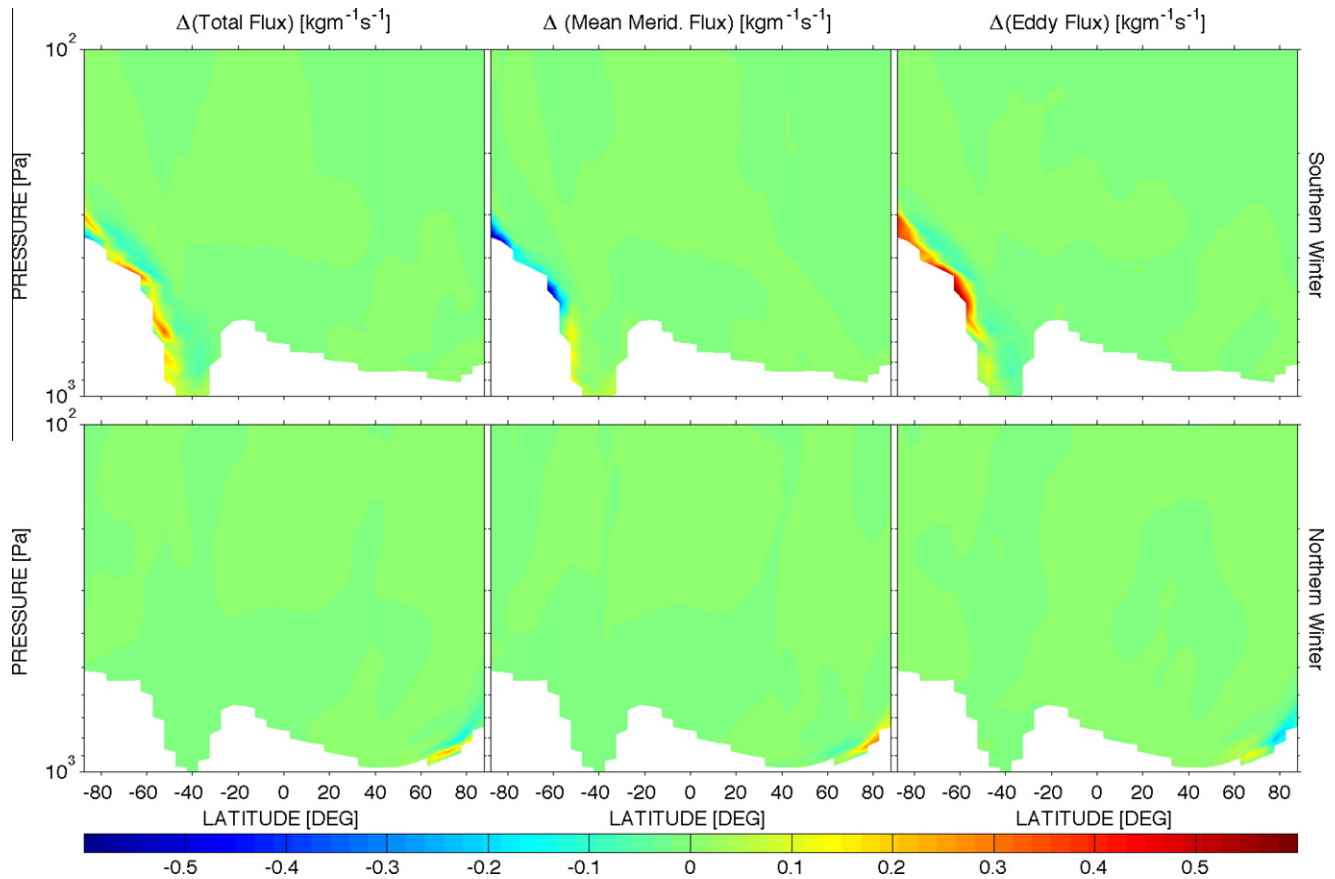 Δ(Total Flux) [kgm⁻¹s⁻¹] Δ (Mean Merid. Flux) [kgm⁻¹s⁻¹] Δ(Eddy Flux) [kgm⁻¹s⁻¹]
10²
PRESSURE [Pa]
Southern Winter
10³
10²
PRESSURE [Pa]
Northern Winter
10³
-80 -60 -40 -20 0 20 40 60 80 -80 -60 -40 -20 0 20 40 60 80 -80 -60 -40 -20 0 20 40 60 80
LATITUDE [DEG] LATITUDE [DEG] LATITUDE [DEG]
-0.5 -0.4 -0.3 -0.2 -0.1 0 0.1 0.2 0.3 0.4 0.5